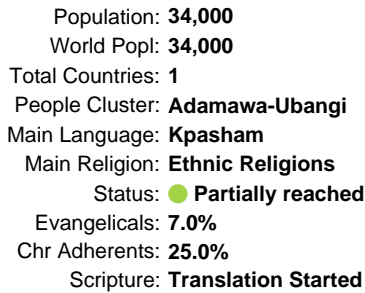 Population: 34,000
World Popl: 34,000
Total Countries: 1
People Cluster: Adamawa-Ubangi
Main Language: Kpasham
Main Religion: Ethnic Religions
Status: Partially reached
Evangelicals: 7.0%
Chr Adherents: 25.0%
Scripture: Translation Started